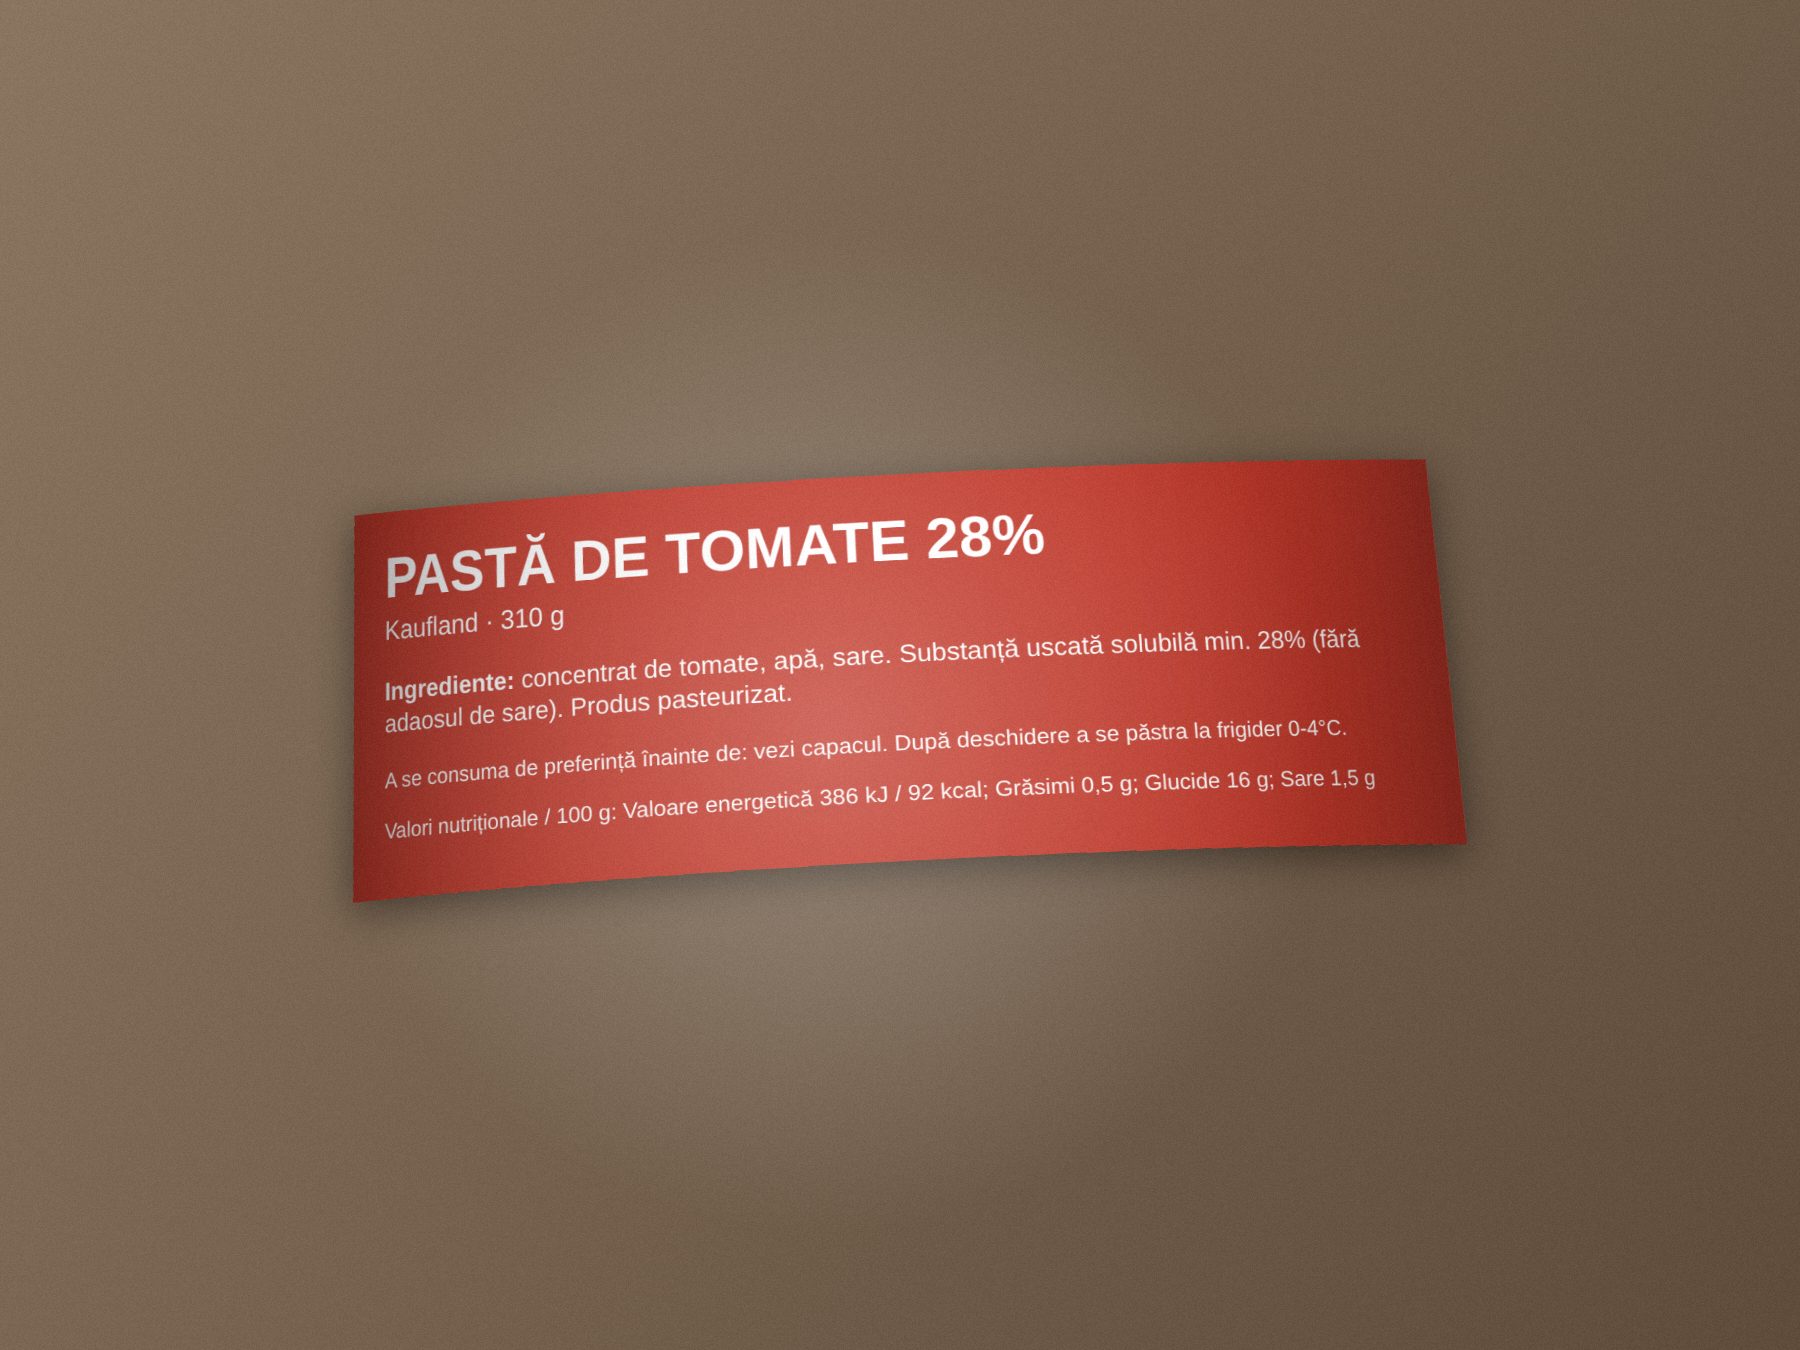 PASTĂ DE TOMATE 28%
Kaufland · 310 g
Ingrediente: concentrat de tomate, apă, sare. Substanță uscată solubilă min. 28% (fără
adaosul de sare). Produs pasteurizat.
A se consuma de preferință înainte de: vezi capacul. După deschidere a se păstra la frigider 0-4°C.
Valori nutriționale / 100 g: Valoare energetică 386 kJ / 92 kcal; Grăsimi 0,5 g; Glucide 16 g; Sare 1,5 g